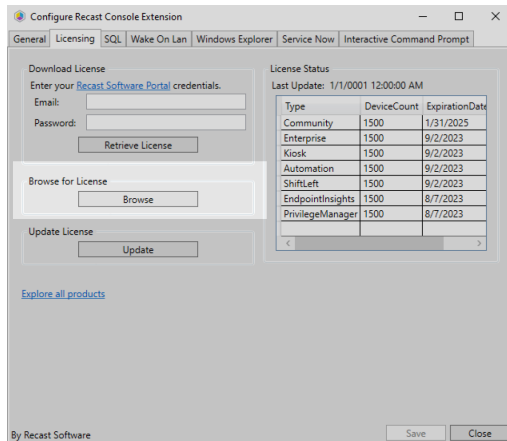 Configure Recast Console Extension
General Licensing SQL Wake On Lan Windows Explorer Service Now Interactive Command Prompt
Download License
Enter your Recast Software Portal credentials.
Email:
Password:
Retrieve License
Browse for License
Browse
Update License
Update
Explore all products
License Status
Last Update: 1/1/0001 12:00:00 AM
Type DeviceCount ExpirationDate
Community 1500 1/31/2025
Enterprise 1500 9/2/2023
Kiosk 1500 9/2/2023
Automation 1500 9/2/2023
ShiftLeft 1500 9/2/2023
EndpointInsights 1500 8/7/2023
PrivilegeManager 1500 8/7/2023
By Recast Software
Save Close